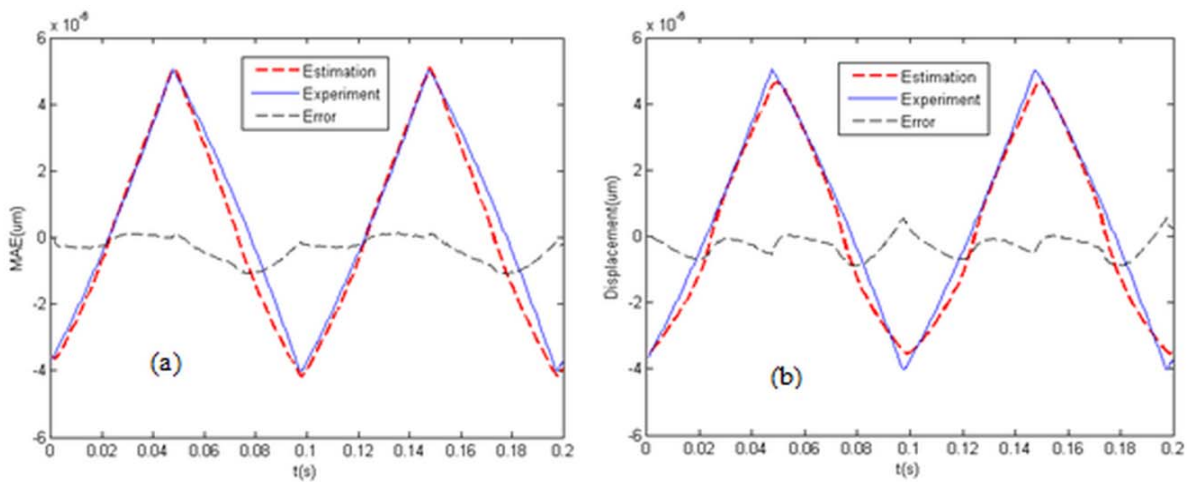 x 10⁻⁶
6
4
2
0
-2
-4
-6
MAE(um)
0 0.02 0.04 0.06 0.08 0.1 0.12 0.14 0.16 0.18 0.2
t(s)
Estimation
Experiment
Error
(a)
x 10⁻⁶
6
4
2
0
-2
-4
-6
Displacement(um)
0 0.02 0.04 0.06 0.08 0.1 0.12 0.14 0.16 0.18 0.2
t(s)
Estimation
Experiment
Error
(b)